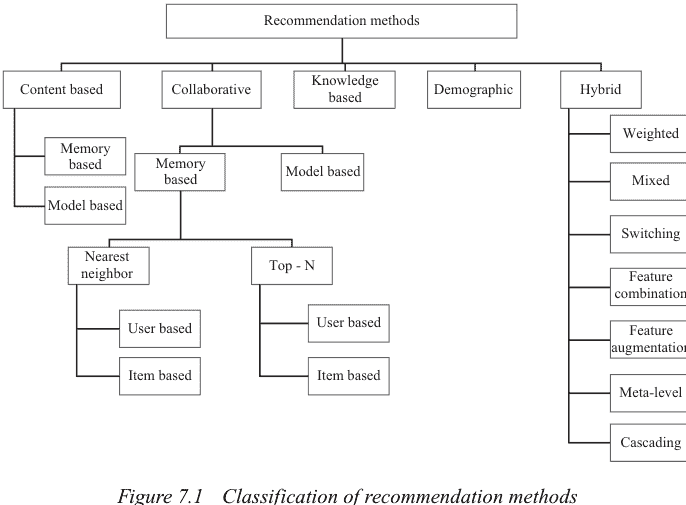 Recommendation methods
Content based
Collaborative
Knowledge
based
Demographic
Hybrid
Memory
based
Model based
Memory
based
Model based
Nearest
neighbor
Top - N
User based
Item based
User based
Item based
Weighted
Mixed
Switching
Feature
combination
Feature
augmentation
Meta-level
Cascading
Figure 7.1 Classification of recommendation methods